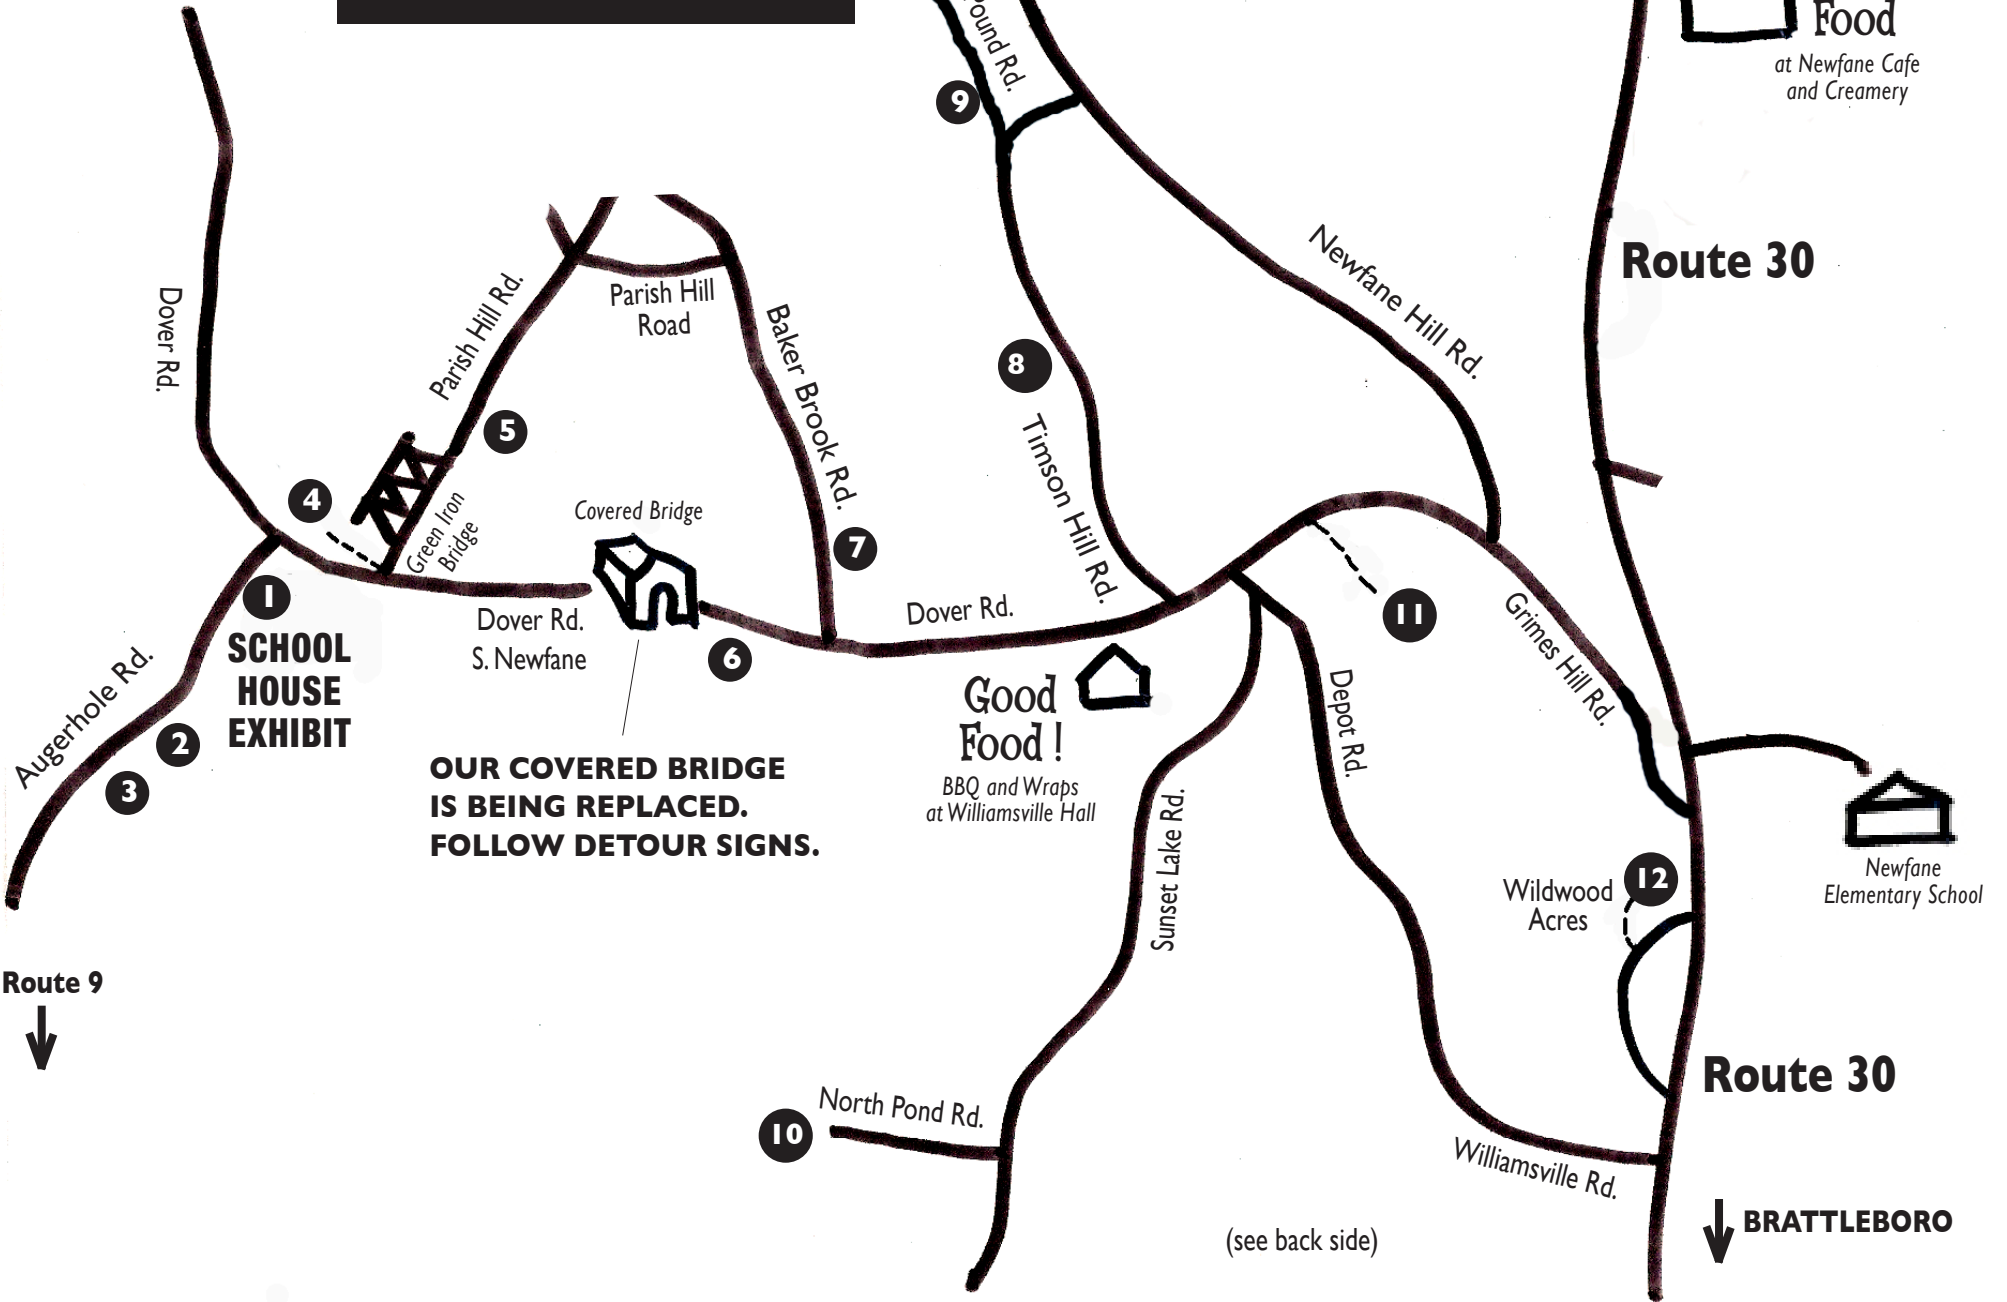 Food
at Newfane Cafe
and Creamery
Pound Rd.
9
Newfane Hill Rd.
Route 30
Dover Rd.
Parish Hill Rd.
Parish Hill
Road
Baker Brook Rd.
8
Timson Hill Rd.
5
4
Green Iron
Bridge
Covered Bridge
7
1
SCHOOL
HOUSE
EXHIBIT
Dover Rd.
S. Newfane
6
Dover Rd.
11
Grimes Hill Rd.
Augerhole Rd.
2
3
OUR COVERED BRIDGE
IS BEING REPLACED.
FOLLOW DETOUR SIGNS.
Good
Food !
BBQ and Wraps
at Williamsville Hall
Depot Rd.
Sunset Lake Rd.
12
Wildwood
Acres
Newfane
Elementary School
Route 9
Route 30
10
North Pond Rd.
Williamsville Rd.
BRATTLEBORO
(see back side)